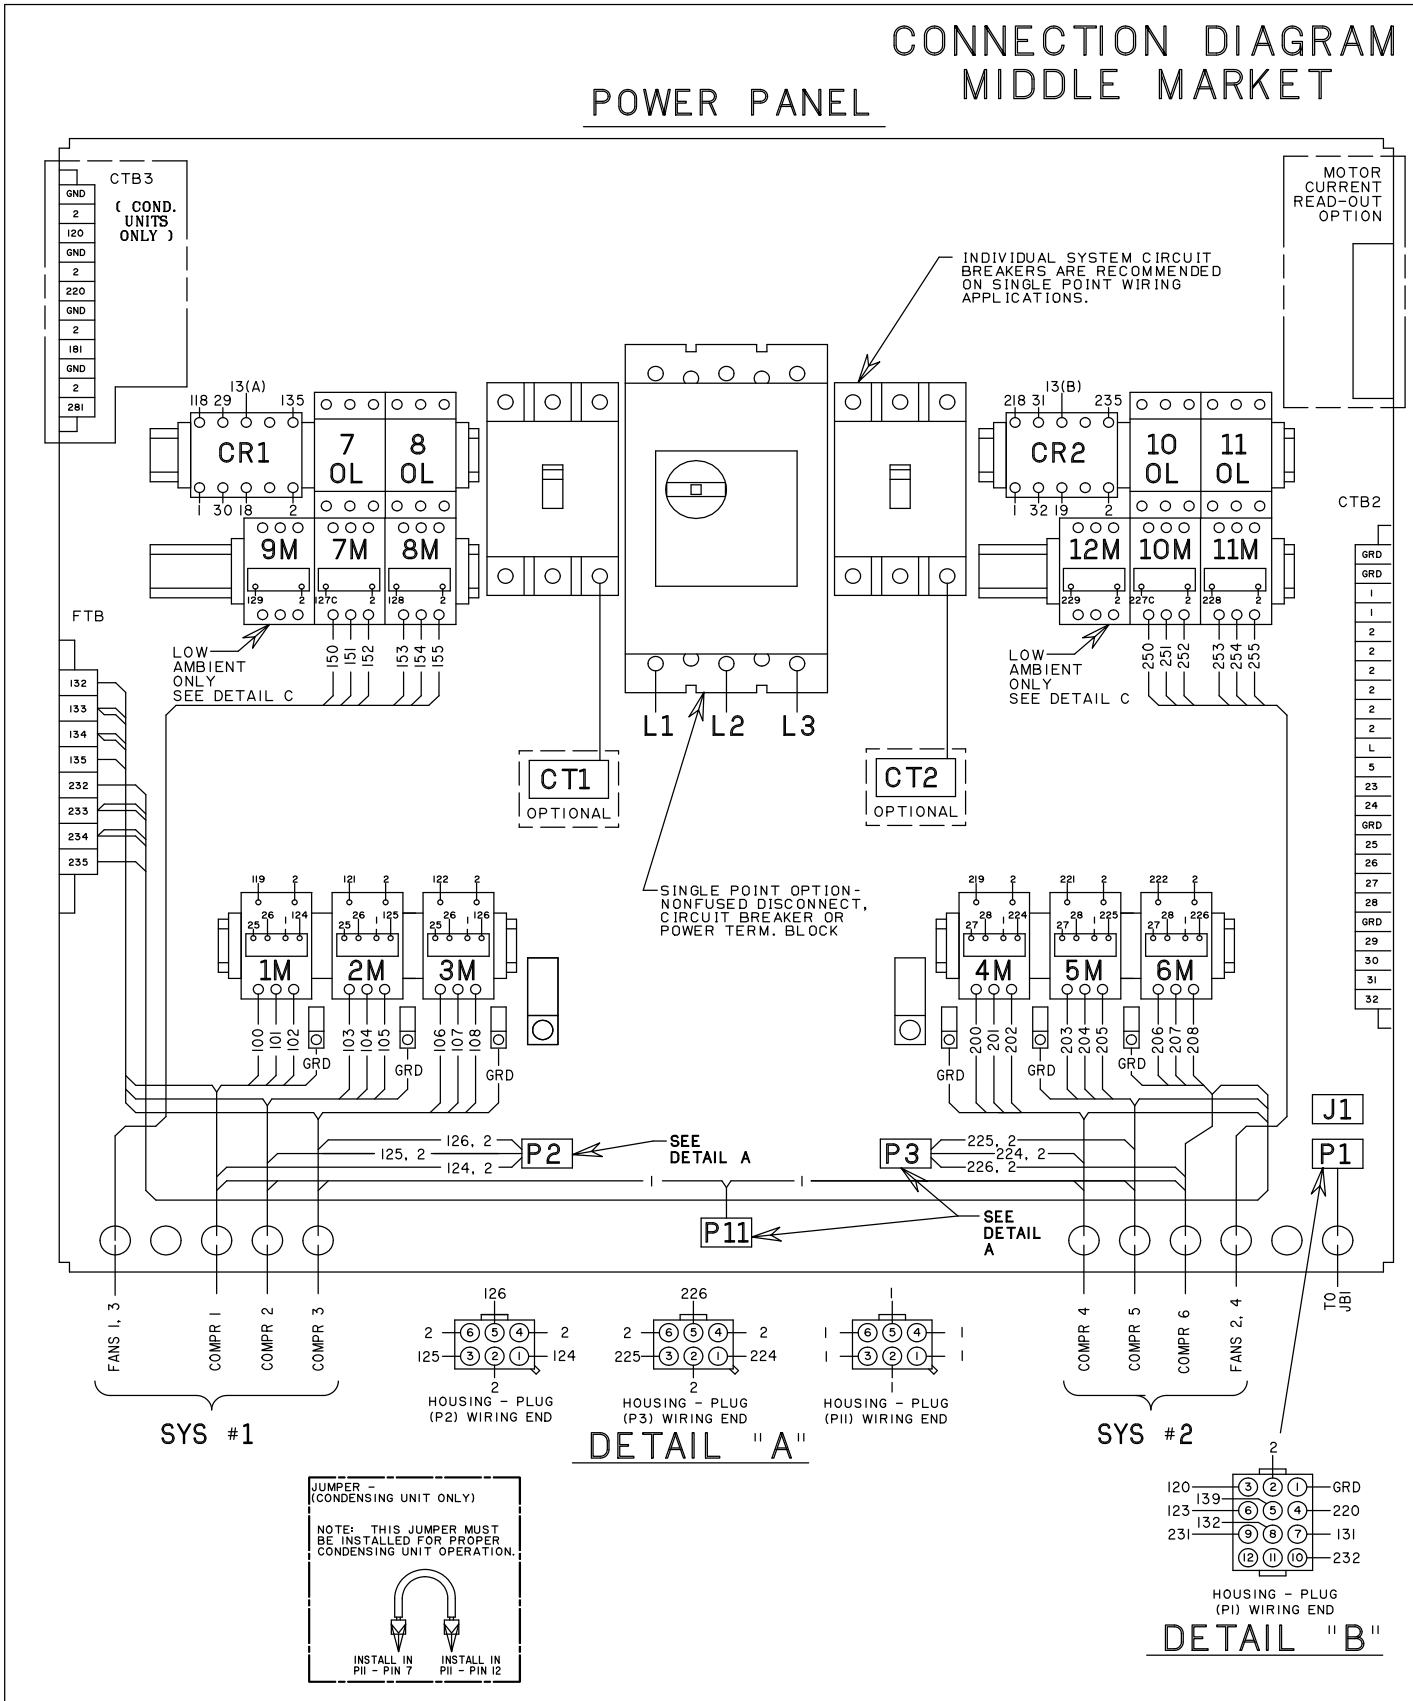 CONNECTION DIAGRAM
MIDDLE MARKET
POWER PANEL
CTB3
( COND.
UNITS
ONLY )
GND
2
120
GND
2
220
GND
2
181
GND
2
281
MOTOR
CURRENT
READ-OUT
OPTION
INDIVIDUAL SYSTEM CIRCUIT
BREAKERS ARE RECOMMENDED
ON SINGLE POINT WIRING
APPLICATIONS.
13(A)
118 29 135
CR1
1 30 18 2
7
OL
8
OL
9M
7M
8M
129 2
127C 2
128 2
LOW
AMBIENT
ONLY
SEE DETAIL C
150
151
152
153
154
155
13(B)
218 31 235
CR2
1 32 19 2
10
OL
11
OL
12M
10M
11M
229 2
227C 2
228 2
LOW
AMBIENT
ONLY
SEE DETAIL C
250
251
252
253
254
255
L1 L2 L3
CT1
OPTIONAL
CT2
OPTIONAL
FTB
132
133
134
135
232
233
234
235
CTB2
GRD
GRD
1
1
2
2
2
2
2
2
L
5
23
24
GRD
25
26
27
28
GRD
29
30
31
32
SINGLE POINT OPTION-
NONFUSED DISCONNECT,
CIRCUIT BREAKER OR
POWER TERM. BLOCK
119 2
25 26 1 124
1M
121 2
25 26 1 125
2M
122 2
25 26 1 126
3M
100
101
102
GRD
103
104
105
GRD
106
107
108
GRD
219 2
27 28 1 224
4M
221 2
27 28 1 225
5M
222 2
27 28 1 226
6M
GRD
200
201
202
GRD
203
204
205
GRD
206
207
208
J1
P1
126, 2
125, 2
124, 2
P2
SEE
DETAIL A
P3
225, 2
224, 2
226, 2
1
1
P11
SEE
DETAIL
A
FANS 1, 3
COMPR 1
COMPR 2
COMPR 3
SYS #1
COMPR 4
COMPR 5
COMPR 6
FANS 2, 4
SYS #2
TO
JB1
126
2 6 5 4 2
125 3 2 1 124
2
HOUSING - PLUG
(P2) WIRING END
226
2 6 5 4 2
225 3 2 1 224
2
HOUSING - PLUG
(P3) WIRING END
1
1 6 5 4 1
1 3 2 1 1
1
HOUSING - PLUG
(P11) WIRING END
DETAIL "A"
JUMPER -
(CONDENSING UNIT ONLY)
NOTE: THIS JUMPER MUST
BE INSTALLED FOR PROPER
CONDENSING UNIT OPERATION.
INSTALL IN
P11 - PIN 7
INSTALL IN
P11 - PIN 12
2
120 3 2 1 GRD
139
123 6 5 4 220
132
231 9 8 7 131
12 11 10 232
HOUSING - PLUG
(P1) WIRING END
DETAIL "B"